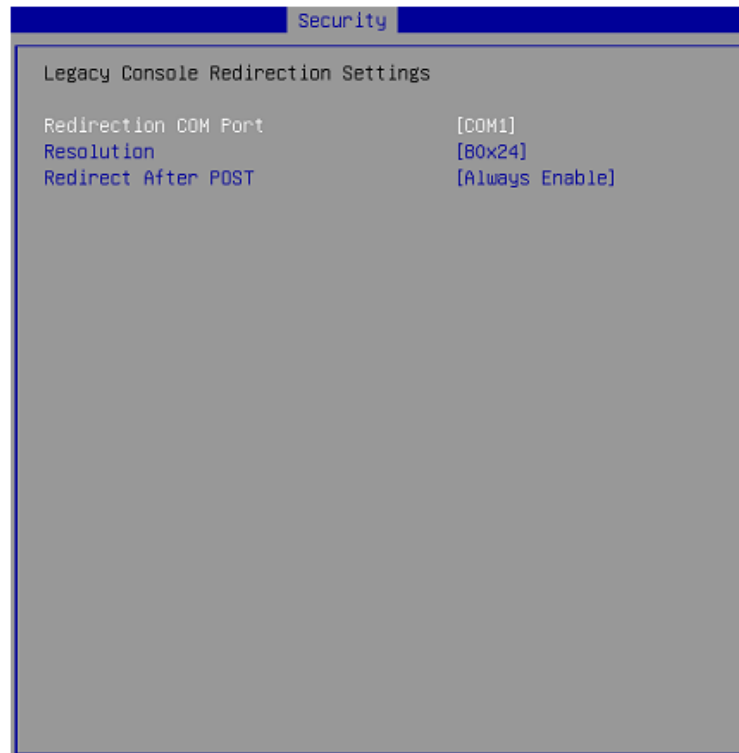 Security
Legacy Console Redirection Settings
Redirection COM Port [COM1]
Resolution [80x24]
Redirect After POST [Always Enable]